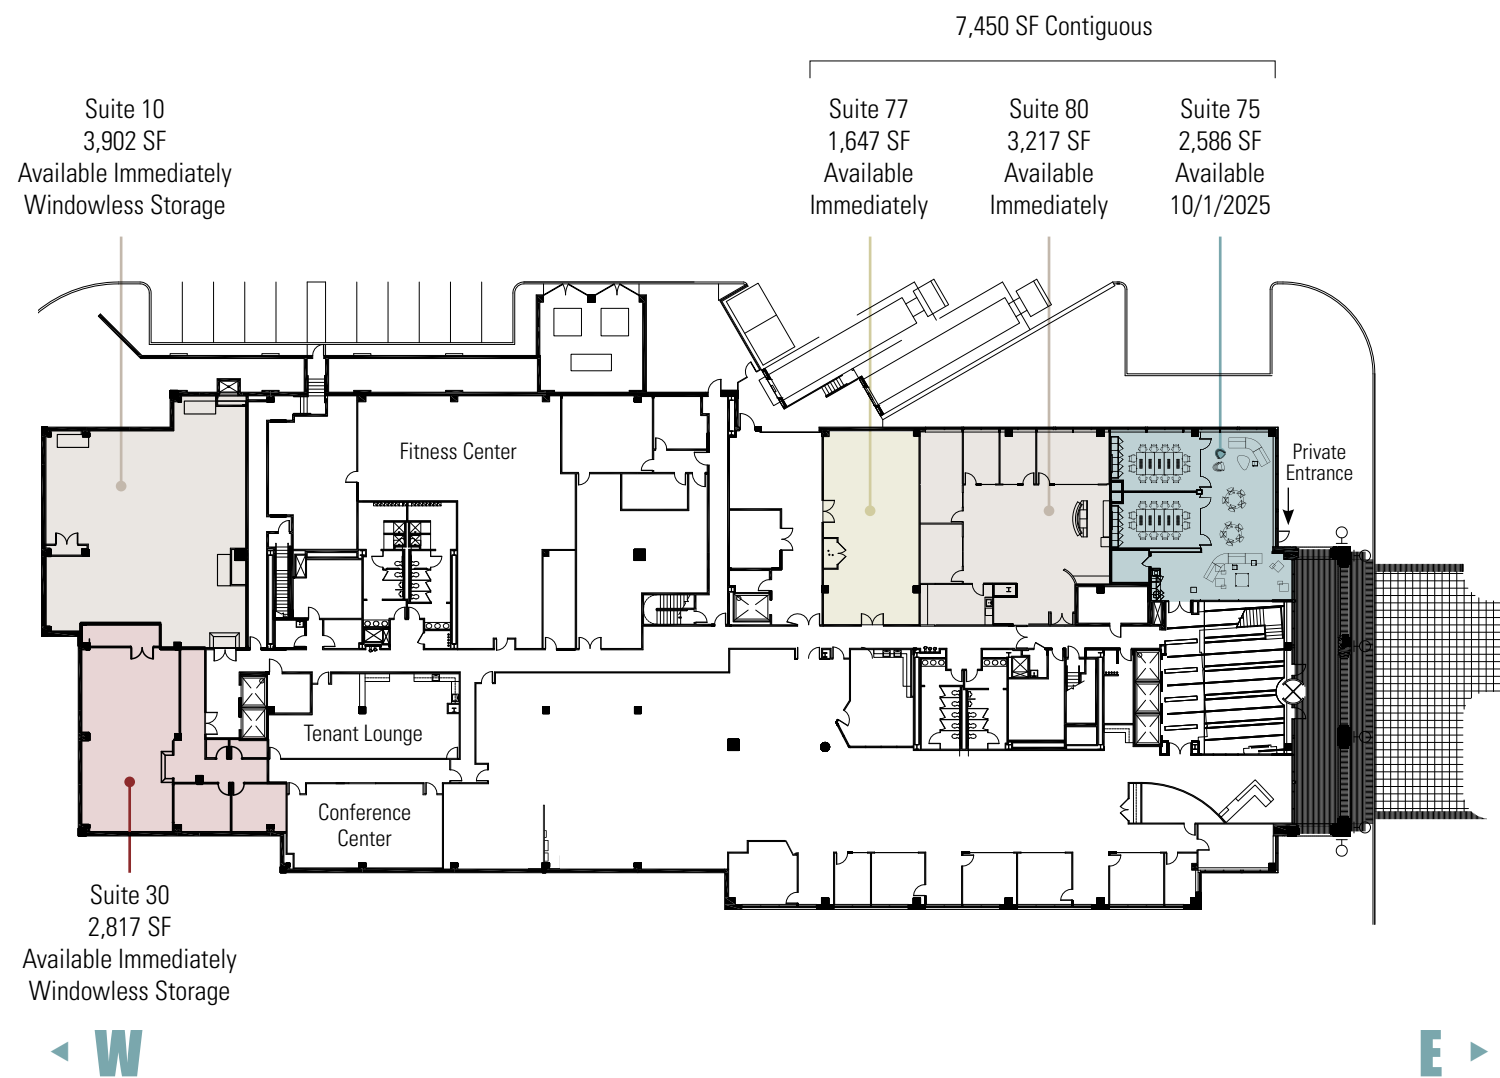 7,450 SF Contiguous
Suite 10
3,902 SF
Available Immediately
Windowless Storage
Suite 77
1,647 SF
Available
Immediately
Suite 80
3,217 SF
Available
Immediately
Suite 75
2,586 SF
Available
10/1/2025
Fitness Center
Private
Entrance
Tenant Lounge
Conference
Center
Suite 30
2,817 SF
Available Immediately
Windowless Storage
W
E